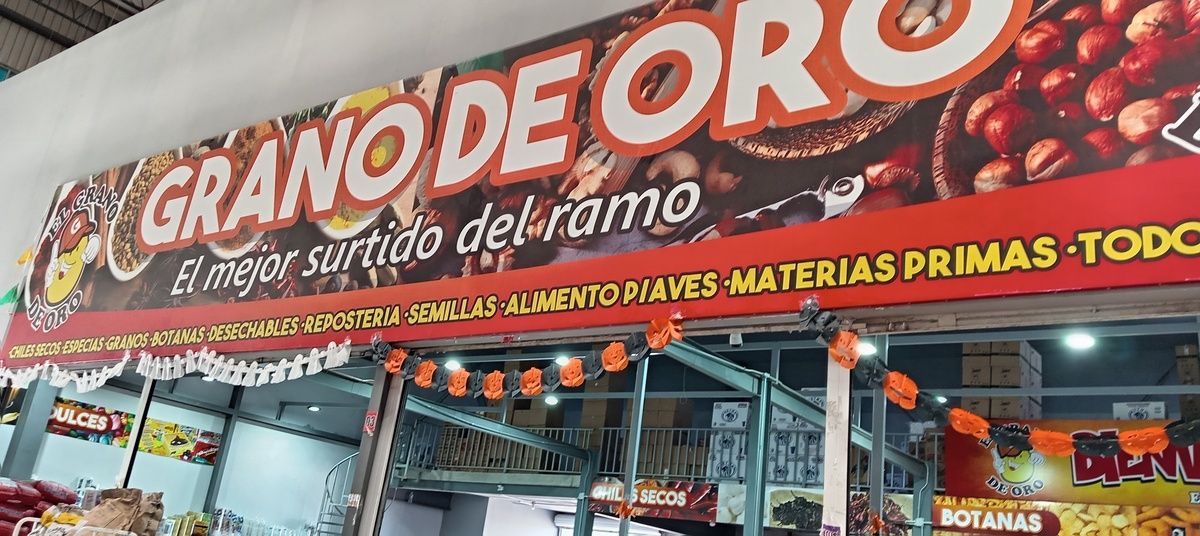 GRANO DE ORO
EL GRANO
DE ORO
El mejor surtido del ramo
CHILES SECOS·ESPECIAS·GRANOS·BOTANAS·DESECHABLES·REPOSTERIA·SEMILLAS·ALIMENTO P/AVES·MATERIAS PRIMAS·TODO
DULCES
CHILES SECOS
DE ORO
BOTANAS